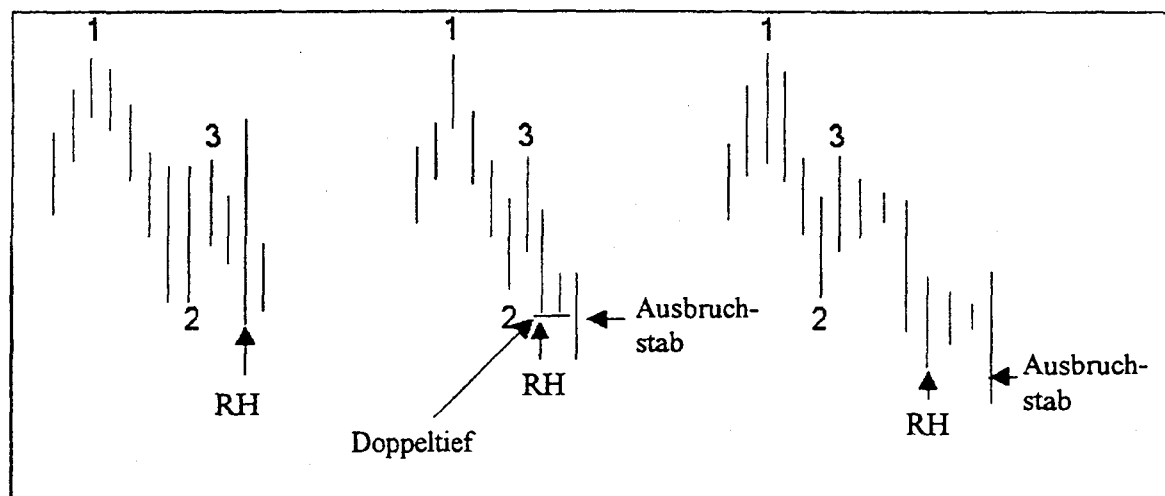 1
3
2
RH
1
3
2
Ausbruch-
stab
RH
Doppeltief
1
3
2
Ausbruch-
stab
RH